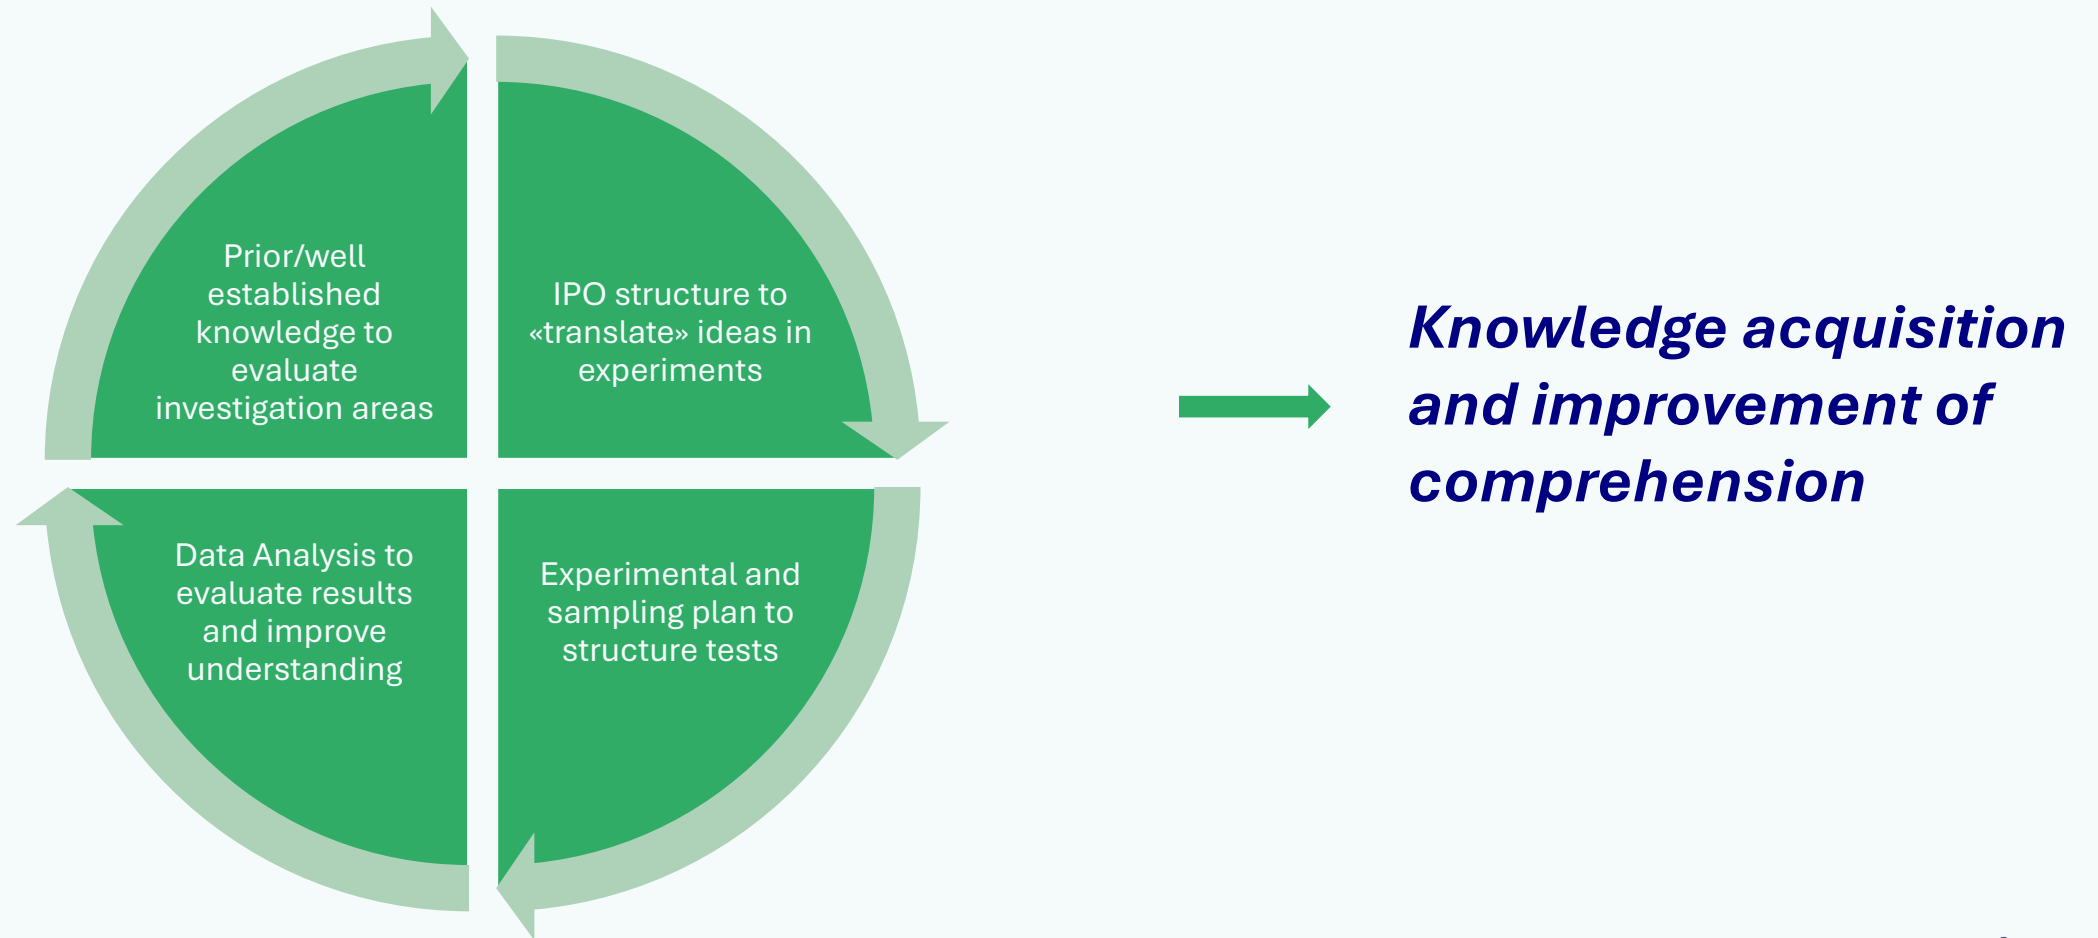 Prior/well
established
knowledge to
evaluate
investigation areas
IPO structure to
«translate» ideas in
experiments
Experimental and
sampling plan to
structure tests
Data Analysis to
evaluate results
and improve
understanding
Knowledge acquisition
and improvement of
comprehension